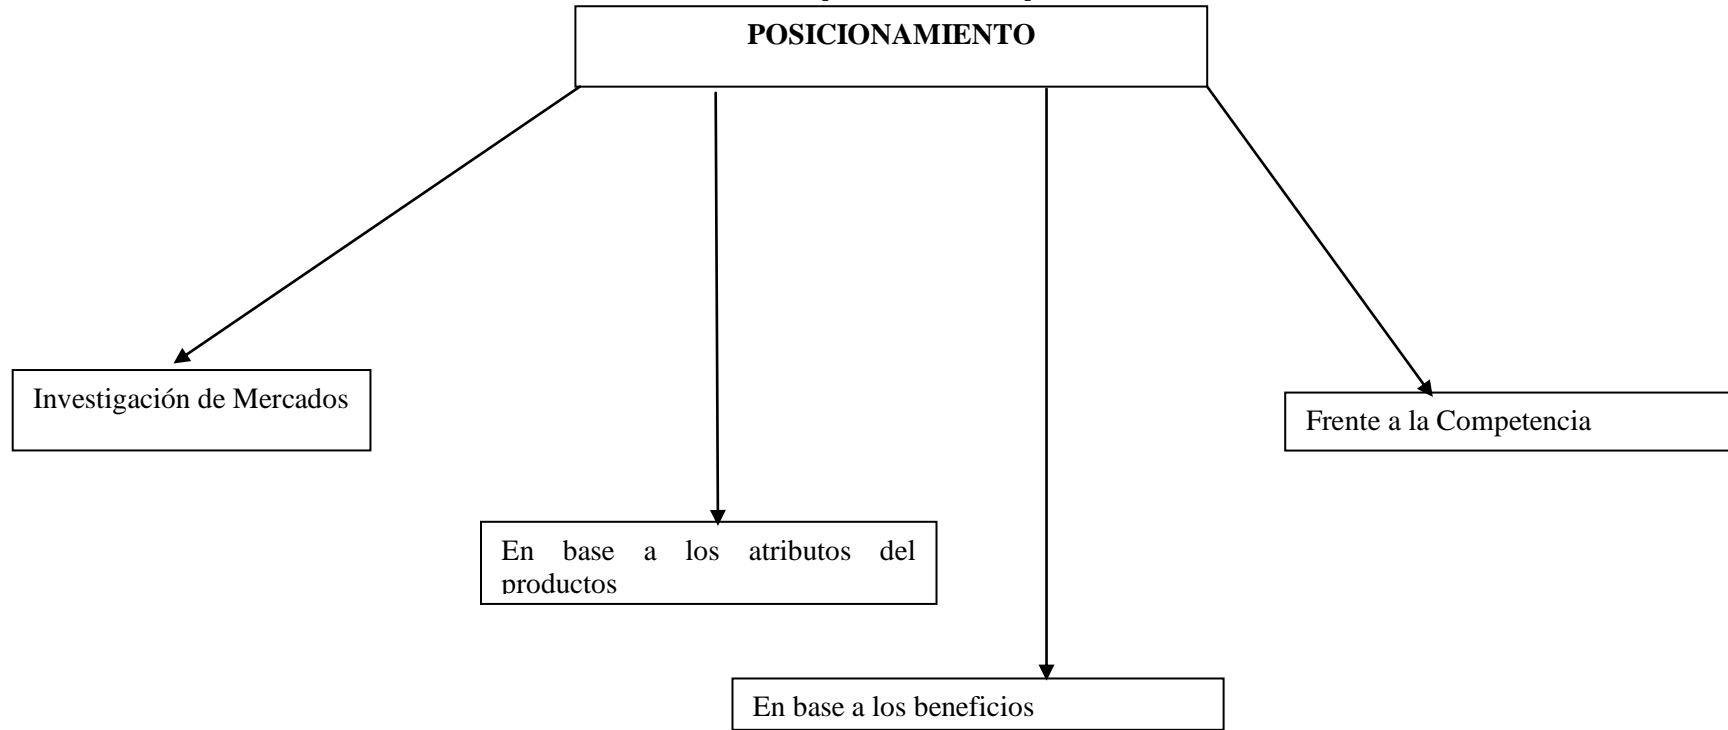 POSICIONAMIENTO
Investigación de Mercados
Frente a la Competencia
En base a los atributos del
productos
En base a los beneficios